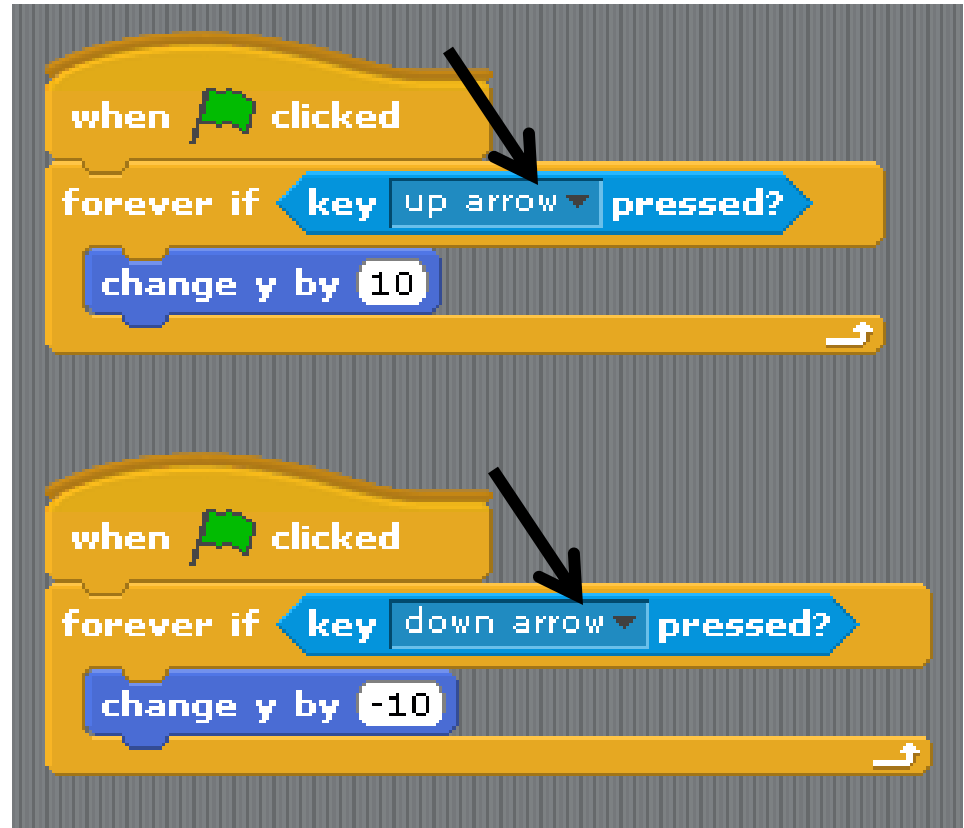 when clicked
forever if key up arrow pressed?
change y by 10
when clicked
forever if key down arrow pressed?
change y by -10